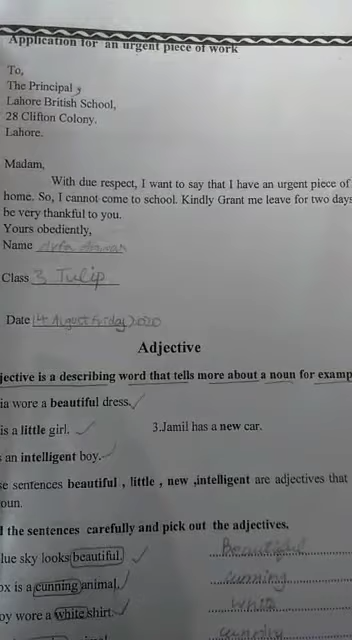 Application for an urgent piece of work
To,
The Principal,
Lahore British School,
28 Clifton Colony.
Lahore.
Madam,
With due respect, I want to say that I have an urgent piece of
home. So, I cannot come to school. Kindly Grant me leave for two days
be very thankful to you.
Yours obediently,
Name
Class 3 Tulip
Date 14 August Friday 2020
Adjective
jective is a describing word that tells more about a noun for examp
ia wore a beautiful dress.
is a little girl. 3.Jamil has a new car.
an intelligent boy.
se sentences beautiful , little , new ,intelligent are adjectives that
oun.
d the sentences carefully and pick out the adjectives.
lue sky looks beautiful. Beautiful
ox is a cunning animal. cunning
oy wore a white shirt. White